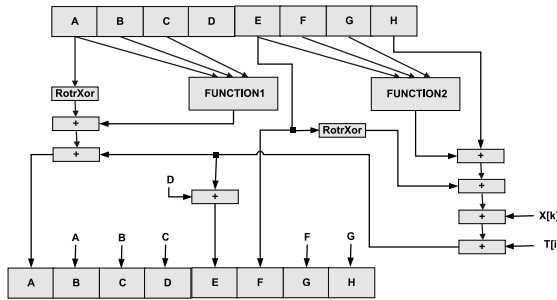 A B C D E F G H
RotrXor FUNCTION1 FUNCTION2
+
+ RotrXor
+ +
D + +
+ X[k]
A B C F G + T[i
A B C D E F G H